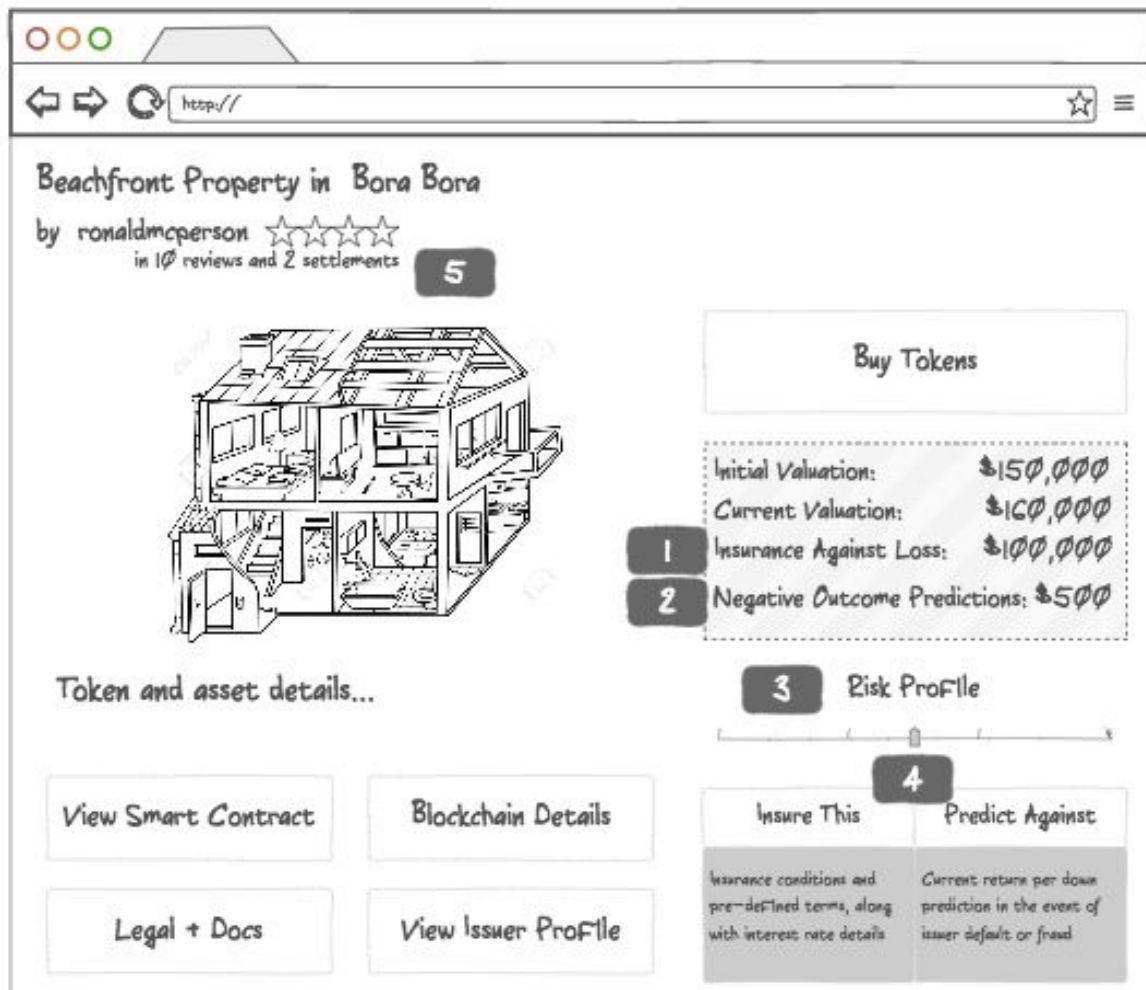 http://
Beachfront Property in Bora Bora
by ronaldmcperson
in 10 reviews and 2 settlements
5
Buy Tokens
Initial Valuation: $150,000
Current Valuation: $160,000
1
Insurance Against Loss: $100,000
2
Negative Outcome Predictions: $500
Token and asset details...
3
Risk Profile
4
View Smart Contract
Blockchain Details
Legal + Docs
View Issuer Profile
Insure This
Predict Against
Insurance conditions and
pre-defined terms, along
with interest rate details
Current return per down
prediction in the event of
issuer default or fraud